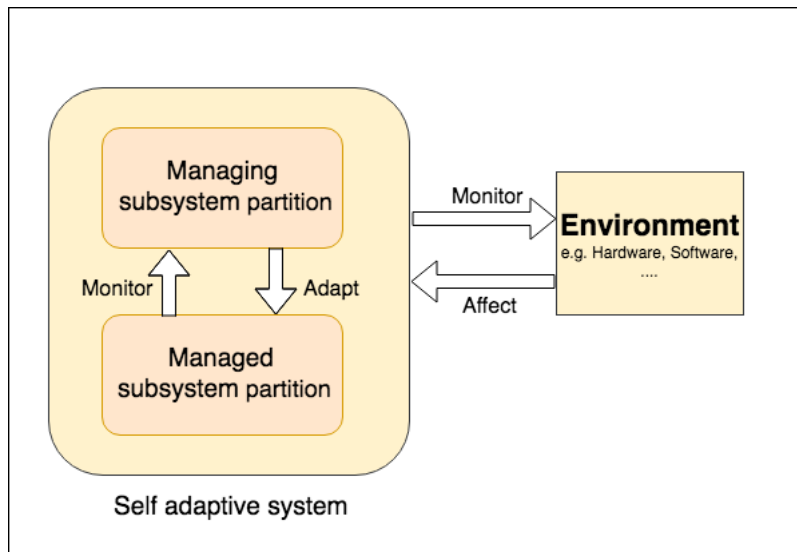 Managing
subsystem partition
Monitor
Adapt
Managed
subsystem partition
Self adaptive system
Monitor
Affect
Environment
e.g. Hardware, Software,
....